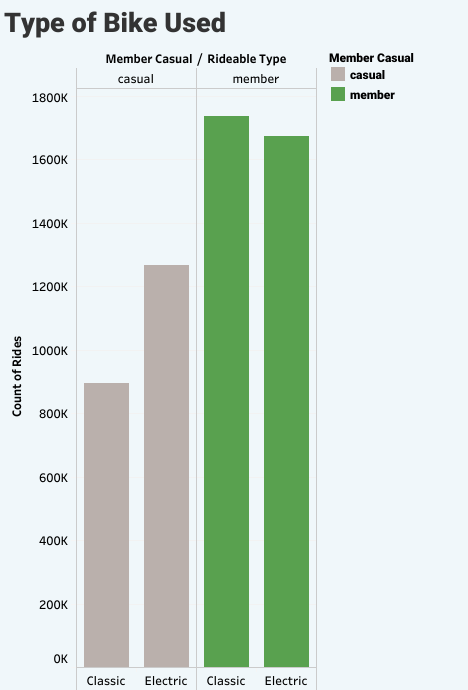 Type of Bike Used
Member Casual / Rideable Type
casual
member
Member Casual
casual
member
Count of Rides
1800K
1600K
1400K
1200K
1000K
800K
600K
400K
200K
0K
Classic
Electric
Classic
Electric